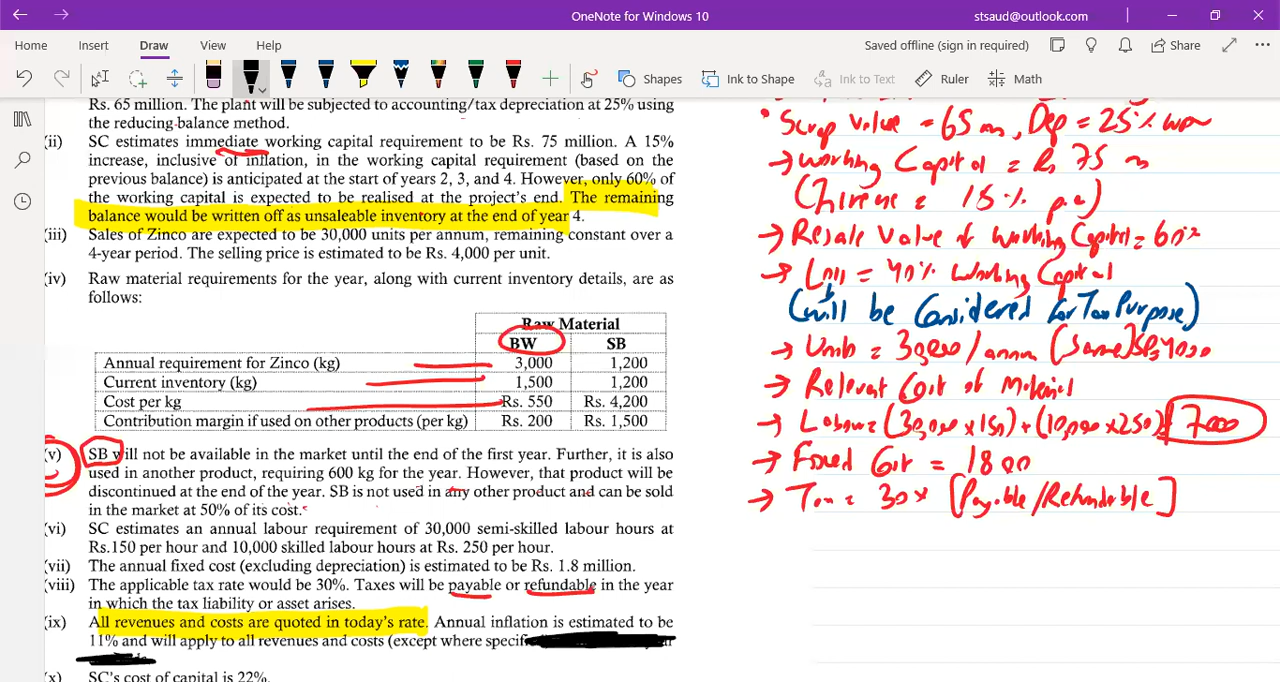 OneNote for Windows 10
stsaud@outlook.com
Home Insert Draw View Help
Saved offline (sign in required)
Share
Shapes
Ink to Shape
Ink to Text
Ruler
Math
Rs. 65 million. The plant will be subjected to accounting/tax depreciation at 25% using
the reducing-balance method.
(ii) SC estimates immediate working capital requirement to be Rs. 75 million. A 15%
increase, inclusive of inflation, in the working capital requirement (based on the
previous balance) is anticipated at the start of years 2, 3, and 4. However, only 60% of
the working capital is expected to be realised at the project's end. The remaining
balance would be written off as unsaleable inventory at the end of year 4.
(iii) Sales of Zinco are expected to be 30,000 units per annum, remaining constant over a
4-year period. The selling price is estimated to be Rs. 4,000 per unit.
(iv) Raw material requirements for the year, along with current inventory details, are as
follows:
Raw Material
BW SB
Annual requirement for Zinco (kg) 3,000 1,200
Current inventory (kg) 1,500 1,200
Cost per kg Rs. 550 Rs. 4,200
Contribution margin if used on other products (per kg) Rs. 200 Rs. 1,500
(v) SB will not be available in the market until the end of the first year. Further, it is also
used in another product, requiring 600 kg for the year. However, that product will be
discontinued at the end of the year. SB is not used in any other product and can be sold
in the market at 50% of its cost.
(vi) SC estimates an annual labour requirement of 30,000 semi-skilled labour hours at
Rs.150 per hour and 10,000 skilled labour hours at Rs. 250 per hour.
(vii) The annual fixed cost (excluding depreciation) is estimated to be Rs. 1.8 million.
(viii) The applicable tax rate would be 30%. Taxes will be payable or refundable in the year
in which the tax liability or asset arises.
(ix) All revenues and costs are quoted in today's rate. Annual inflation is estimated to be
11% and will apply to all revenues and costs (except where specif
(x) SC's cost of capital is 22%.
Scrap Value = 65 m, Dep = 25%
→ Working Capital = Rs 75 m
= 15% p.a)
→ Resale Value of Working Capital = 60%
→ Loss = 40% Working Capital
(will be Considered for Tax Purpose)
→ Units = 30,000/annum (Same)
→ Relevant Cost of Material
→ Labour = (30,000 x 150) + (10,000 x 250) 7000
→ Fixed Cost = 1800
→ Tax = 30% [Payable/Refundable]